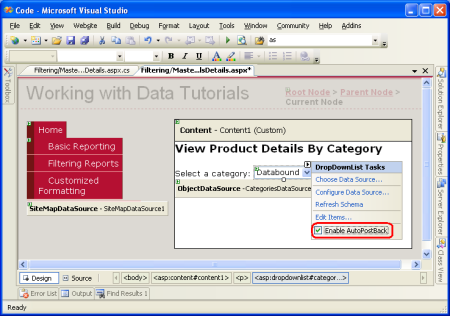 Code - Microsoft Visual Studio
File Edit View Website Build Debug Format Layout Tools Window Community Help Addins
as
B I U A
Filtering/Maste...Details.aspx.cs Filtering/Maste...lsDetails.aspx*
Toolbox
Working with Data Tutorials
Root Node > Parent Node >
Current Node
Home
Basic Reporting
Filtering Reports
Customized
Formatting
SiteMapDataSource - SiteMapDataSource1
Content - Content1 (Custom)
View Product Details By Category
Select a category: Databound
ObjectDataSource - CategoriesDataSource
DropDownList Tasks
Choose Data Source...
Configure Data Source...
Refresh Schema
Edit Items...
Enable AutoPostBack
Solution Explorer
Properties
Server Explorer
Class View
Design Source <body> <asp:content#content1> <p> <asp:dropdownlist#categor...>
Error List Output Find Results 1
Ready